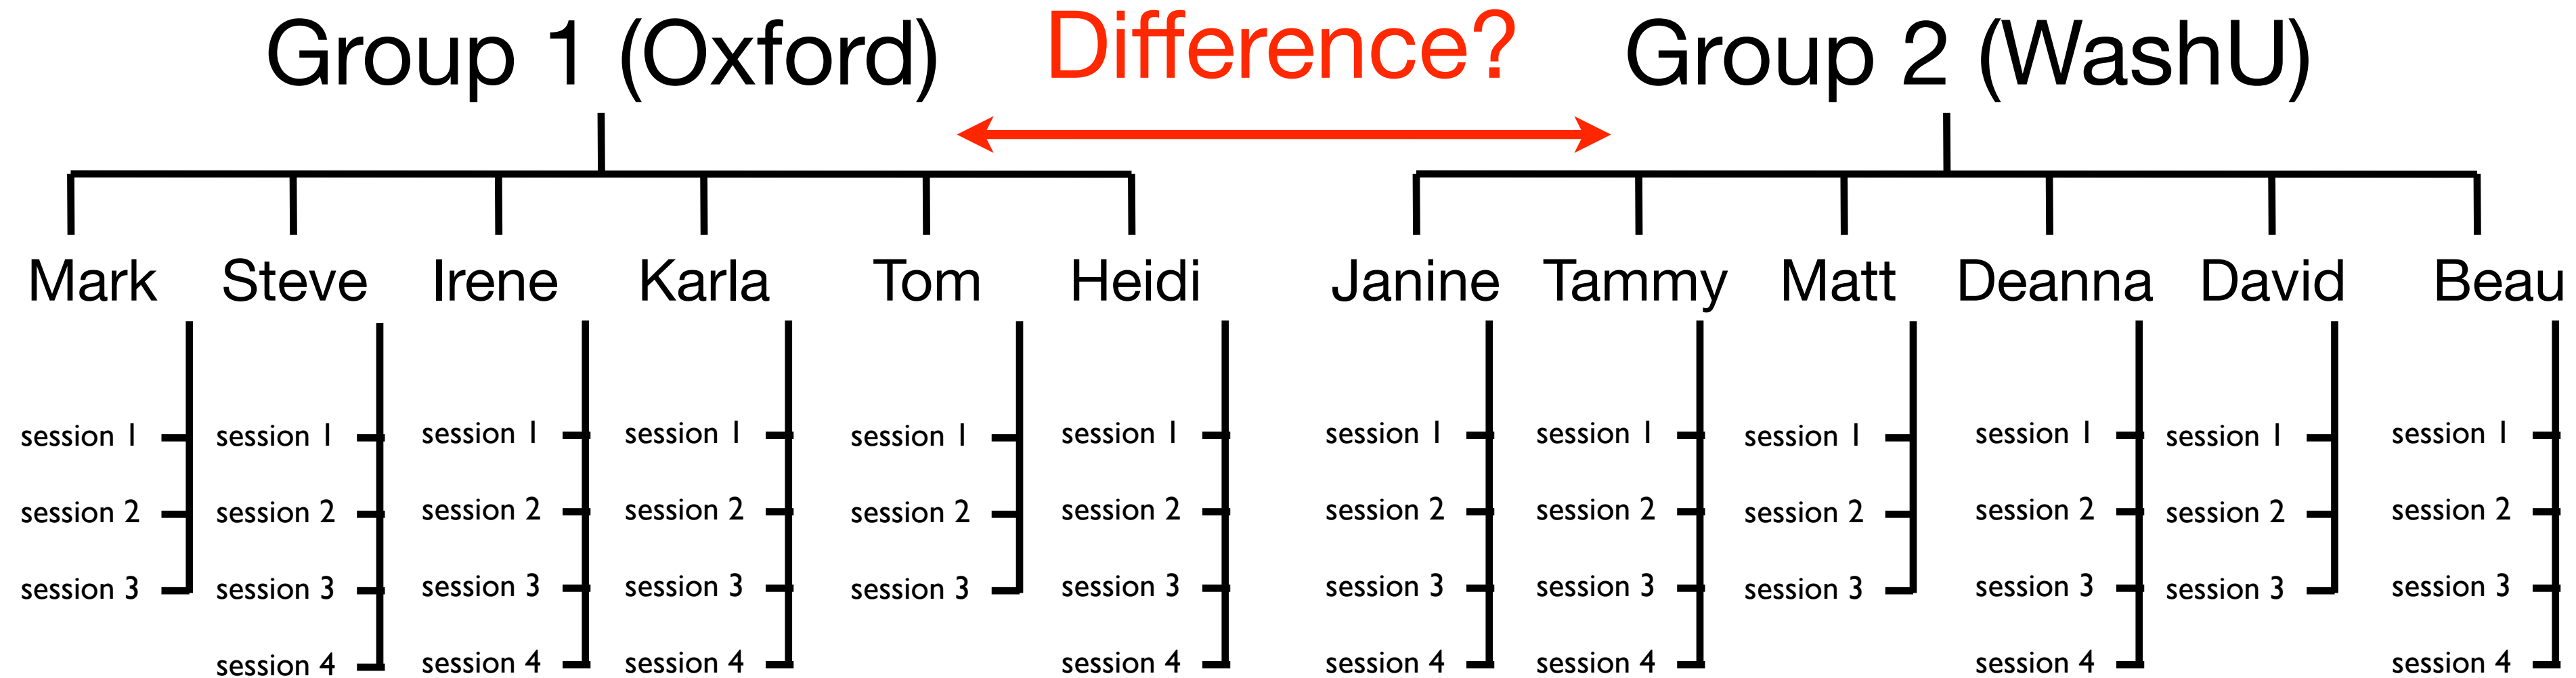 Group 1 (Oxford) Difference? Group 2 (WashU)
Mark Steve Irene Karla Tom Heidi Janine Tammy Matt Deanna David Beau
session 1 session 1 session 1 session 1 session 1 session 1 session 1 session 1 session 1 session 1 session 1 session 1
session 2 session 2 session 2 session 2 session 2 session 2 session 2 session 2 session 2 session 2 session 2 session 2
session 3 session 3 session 3 session 3 session 3 session 3 session 3 session 3 session 3 session 3 session 3 session 3
session 4 session 4 session 4 session 4 session 4 session 4 session 4 session 4